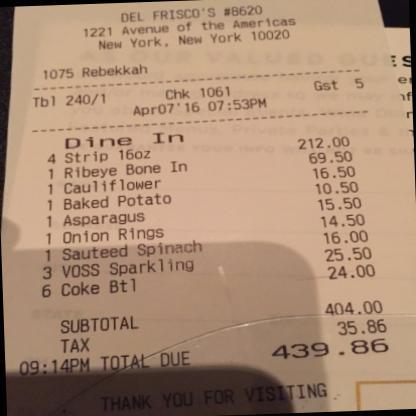 DEL FRISCO'S #8620
1221 Avenue of the Americas
New York, New York 10020
1075 Rebekkah
Tbl 240/1 Chk 1061 Gst 5
Apr07'16 07:53PM
Dine In
4 Strip 16oz 212.00
1 Ribeye Bone In 69.50
1 Cauliflower 16.50
1 Baked Potato 10.50
1 Asparagus 15.50
1 Onion Rings 14.50
1 Sauteed Spinach 16.00
3 VOSS Sparkling 25.50
6 Coke Btl 24.00
SUBTOTAL 404.00
TAX 35.86
09:14PM TOTAL DUE 439.86
THANK YOU FOR VISITING